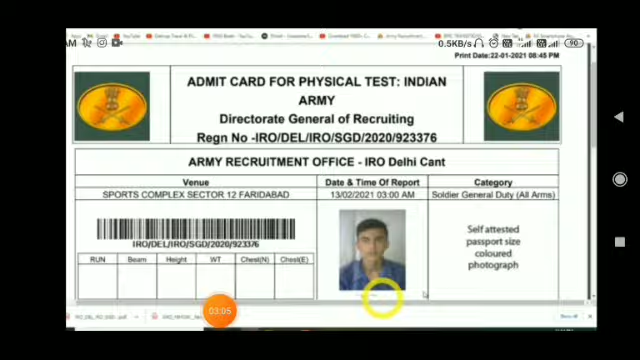 0.5KB/s
90
Print Date:22-01-2021 08:45 PM
ADMIT CARD FOR PHYSICAL TEST: INDIAN
ARMY
Directorate General of Recruiting
Regn No -IRO/DEL/IRO/SGD/2020/923376
ARMY RECRUITMENT OFFICE - IRO Delhi Cant
Venue Date & Time Of Report Category
SPORTS COMPLEX SECTOR 12 FARIDABAD 13/02/2021 03:00 AM Soldier General Duty (All Arms)
IRO/DEL/IRO/SGD/2020/923376
Self attested
passport size
coloured
photograph
RUN Beam Height WT Chest(N) Chest(E)
03:05